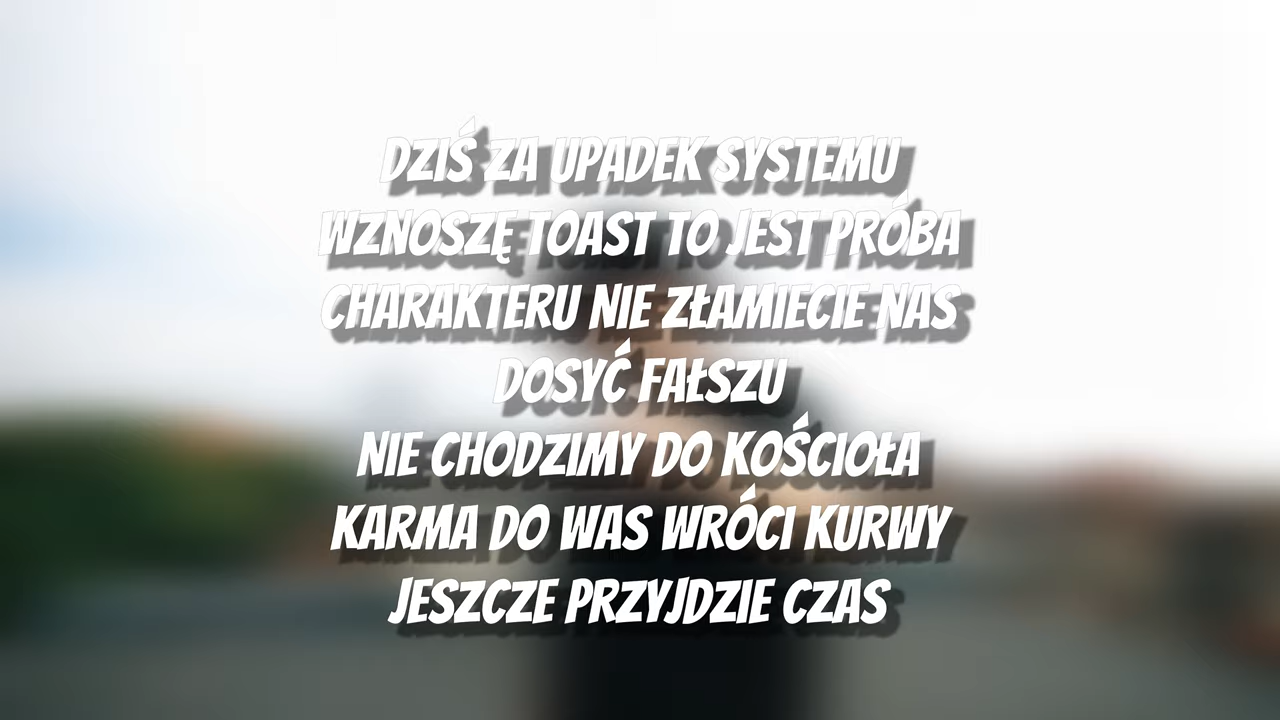 DZIŚ ZA UPADEK SYSTEMU
WZNOSZĘ TOAST TO JEST PRÓBA
CHARAKTERU NIE ZŁAMIECIE NAS
DOSYĆ FAŁSZU
NIE CHODZIMY DO KOŚCIOŁA
KARMA DO WAS WRÓCI KURWY
JESZCZE PRZYJDZIE CZAS